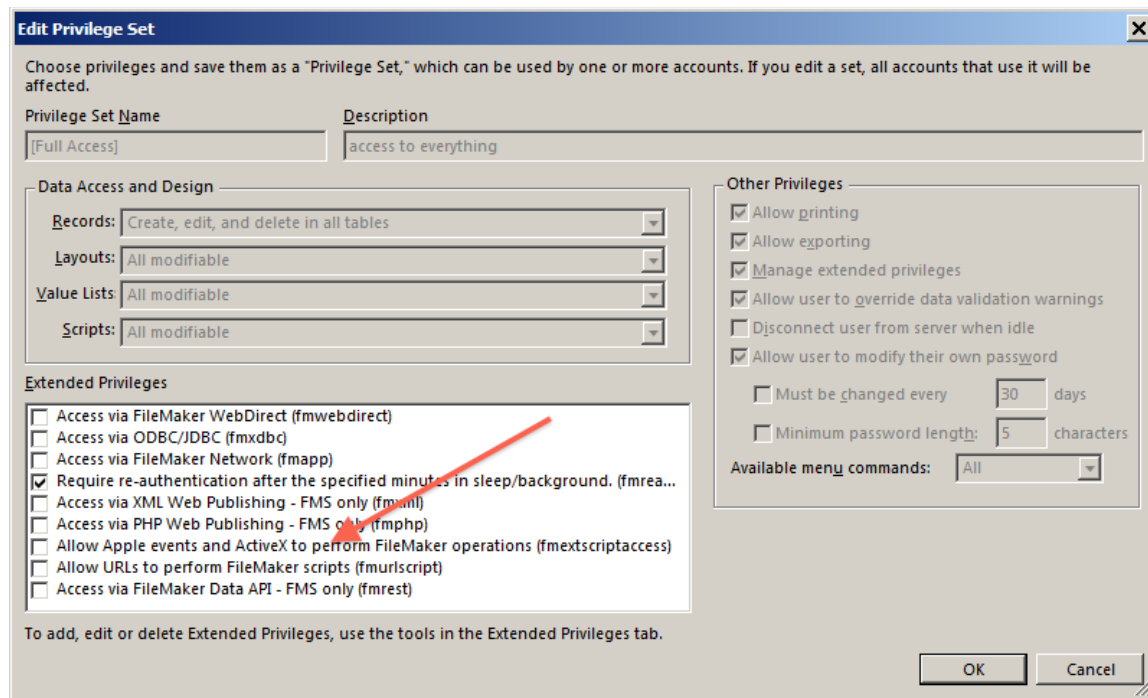 Edit Privilege Set
Choose privileges and save them as a "Privilege Set," which can be used by one or more accounts. If you edit a set, all accounts that use it will be
affected.
Privilege Set Name
Description
[Full Access]
access to everything
Data Access and Design
Records: Create, edit, and delete in all tables
Layouts: All modifiable
Value Lists: All modifiable
Scripts: All modifiable
Extended Privileges
Access via FileMaker WebDirect (fmwebdirect)
Access via ODBC/JDBC (fmxdbc)
Access via FileMaker Network (fmapp)
Require re-authentication after the specified minutes in sleep/background. (fmrea...
Access via XML Web Publishing - FMS only (fmxml)
Access via PHP Web Publishing - FMS only (fmphp)
Allow Apple events and ActiveX to perform FileMaker operations (fmextscriptaccess)
Allow URLs to perform FileMaker scripts (fmurlscript)
Access via FileMaker Data API - FMS only (fmrest)
To add, edit or delete Extended Privileges, use the tools in the Extended Privileges tab.
Other Privileges
Allow printing
Allow exporting
Manage extended privileges
Allow user to override data validation warnings
Disconnect user from server when idle
Allow user to modify their own password
Must be changed every 30 days
Minimum password length: 5 characters
Available menu commands: All
OK
Cancel